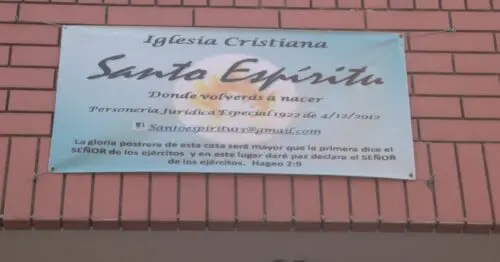 Iglesia Cristiana
Santo Espíritu
Donde volverás a nacer
Personería Jurídica Especial 1922 de 4/12/2012
Santoespiritu15@gmail.com
La gloria postrera de esta casa será mayor que la primera dice el
SEÑOR de los ejércitos y en este lugar daré paz declara el SEÑOR
de los ejércitos. Hageo 2:9